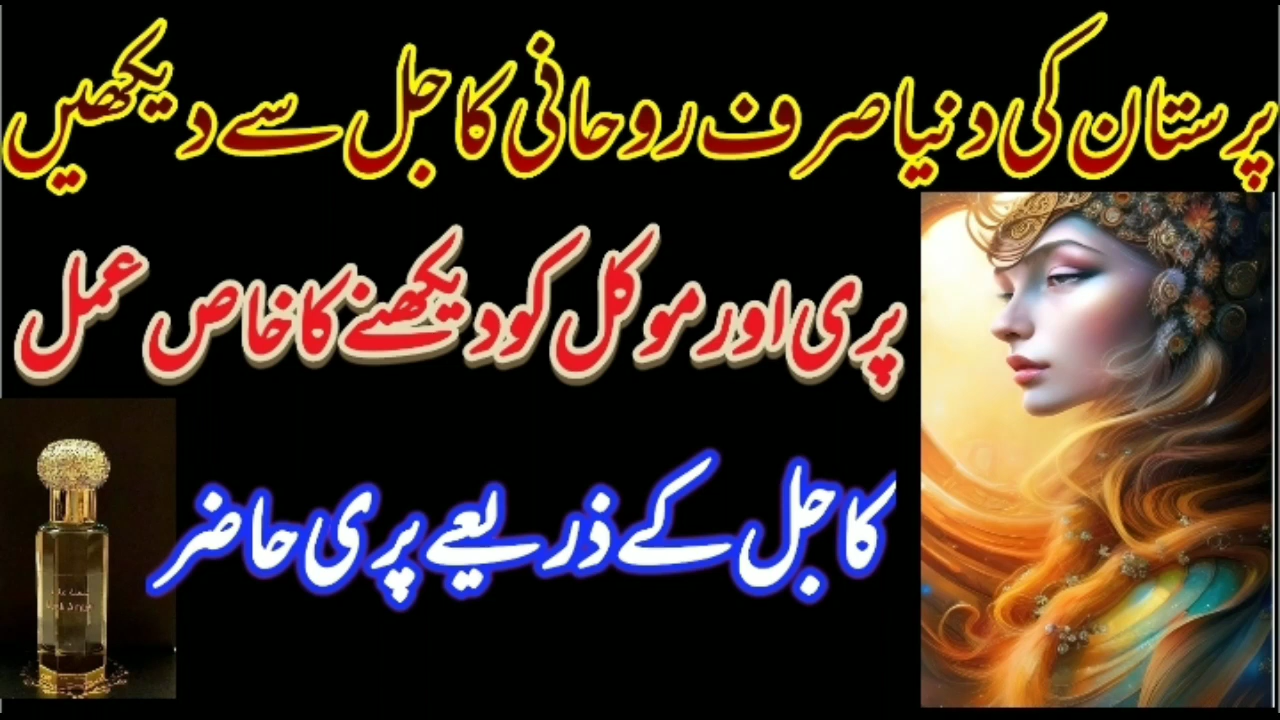 پرستان کی دنیا صرف روحانی کاجل سے دیکھیں
پری اور موکل کو دیکھنے کا خاص عمل
کاجل کے ذریعے پری حاضر